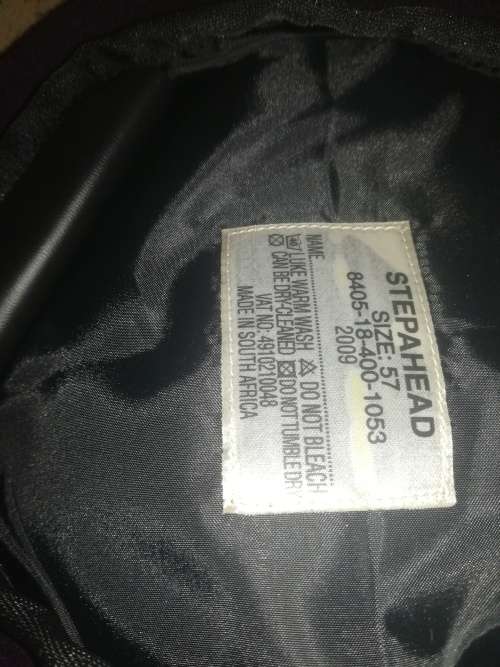 STEPAHEAD
SIZE: 57
8405-18-400-1053
2009
NAME..........................
LIKE WARM WASH DO NOT BLEACH
CAN BE DRY-CLEANED DO NOT TUMBLE DRY
VAT NO: 4910210048
MADE IN SOUTH AFRICA